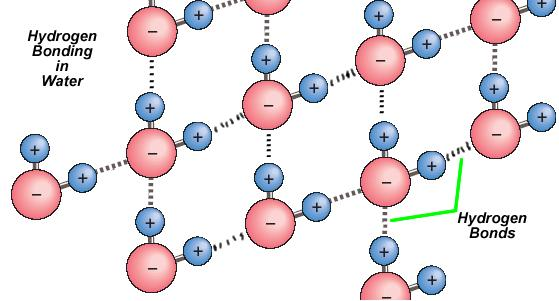 Hydrogen
Bonding
in
Water
Hydrogen
Bonds